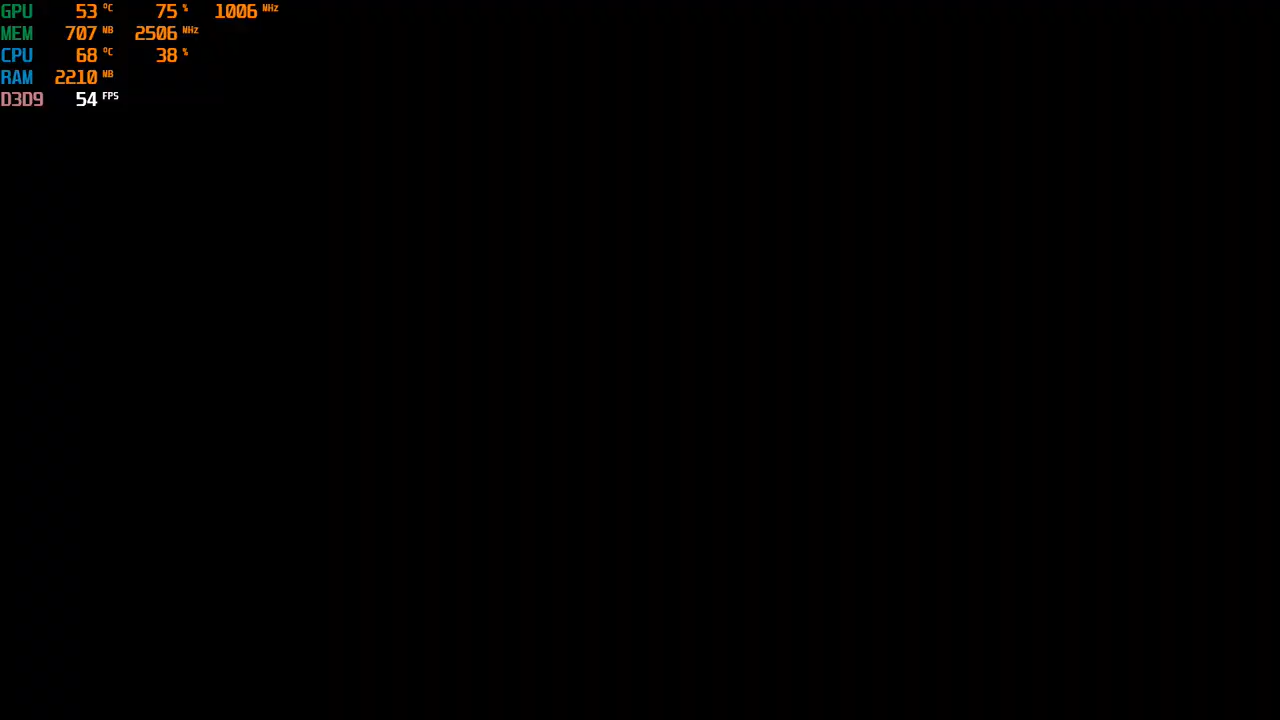 GPU 53 °C 75 % 1006 MHz
MEM 707 MB 2506 MHz
CPU 68 °C 38 %
RAM 2210 MB
D3D9 54 FPS